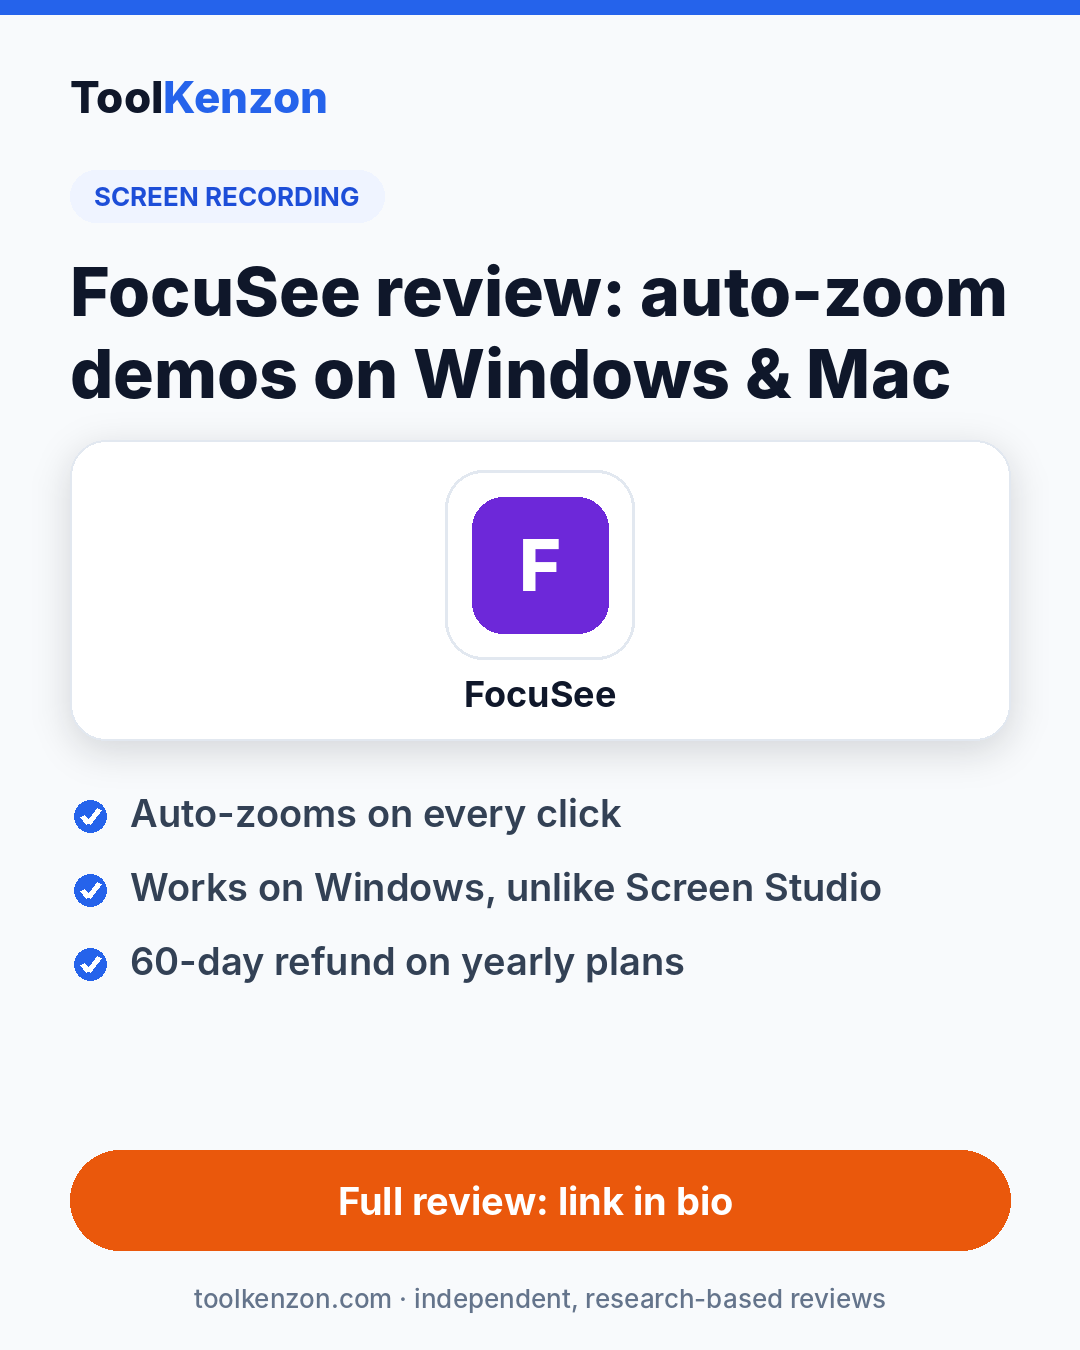 ToolKenzon
SCREEN RECORDING
FocuSee review: auto-zoom
demos on Windows & Mac
F
FocuSee
Auto-zooms on every click
Works on Windows, unlike Screen Studio
60-day refund on yearly plans
Full review: link in bio
toolkenzon.com · independent, research-based reviews